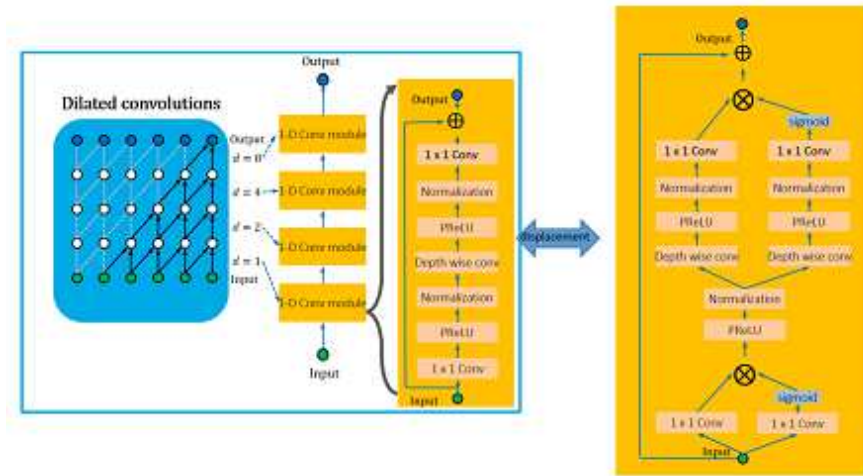 Dilated convolutions
Output
d = 8
d = 4
d = 2
d = 1
Input
Output
1-D Conv module
1-D Conv module
1-D Conv module
1-D Conv module
Input
Output
1 x 1 Conv
Normalization
PReLU
Depth wise conv
Normalization
PReLU
1 x 1 Conv
Input
displacement
Output
sigmoid
1 x 1 Conv
1 x 1 Conv
Normalization
Normalization
PReLU
PReLU
Depth wise conv
Depth wise conv
Normalization
PReLU
sigmoid
1 x 1 Conv
1 x 1 Conv
Input